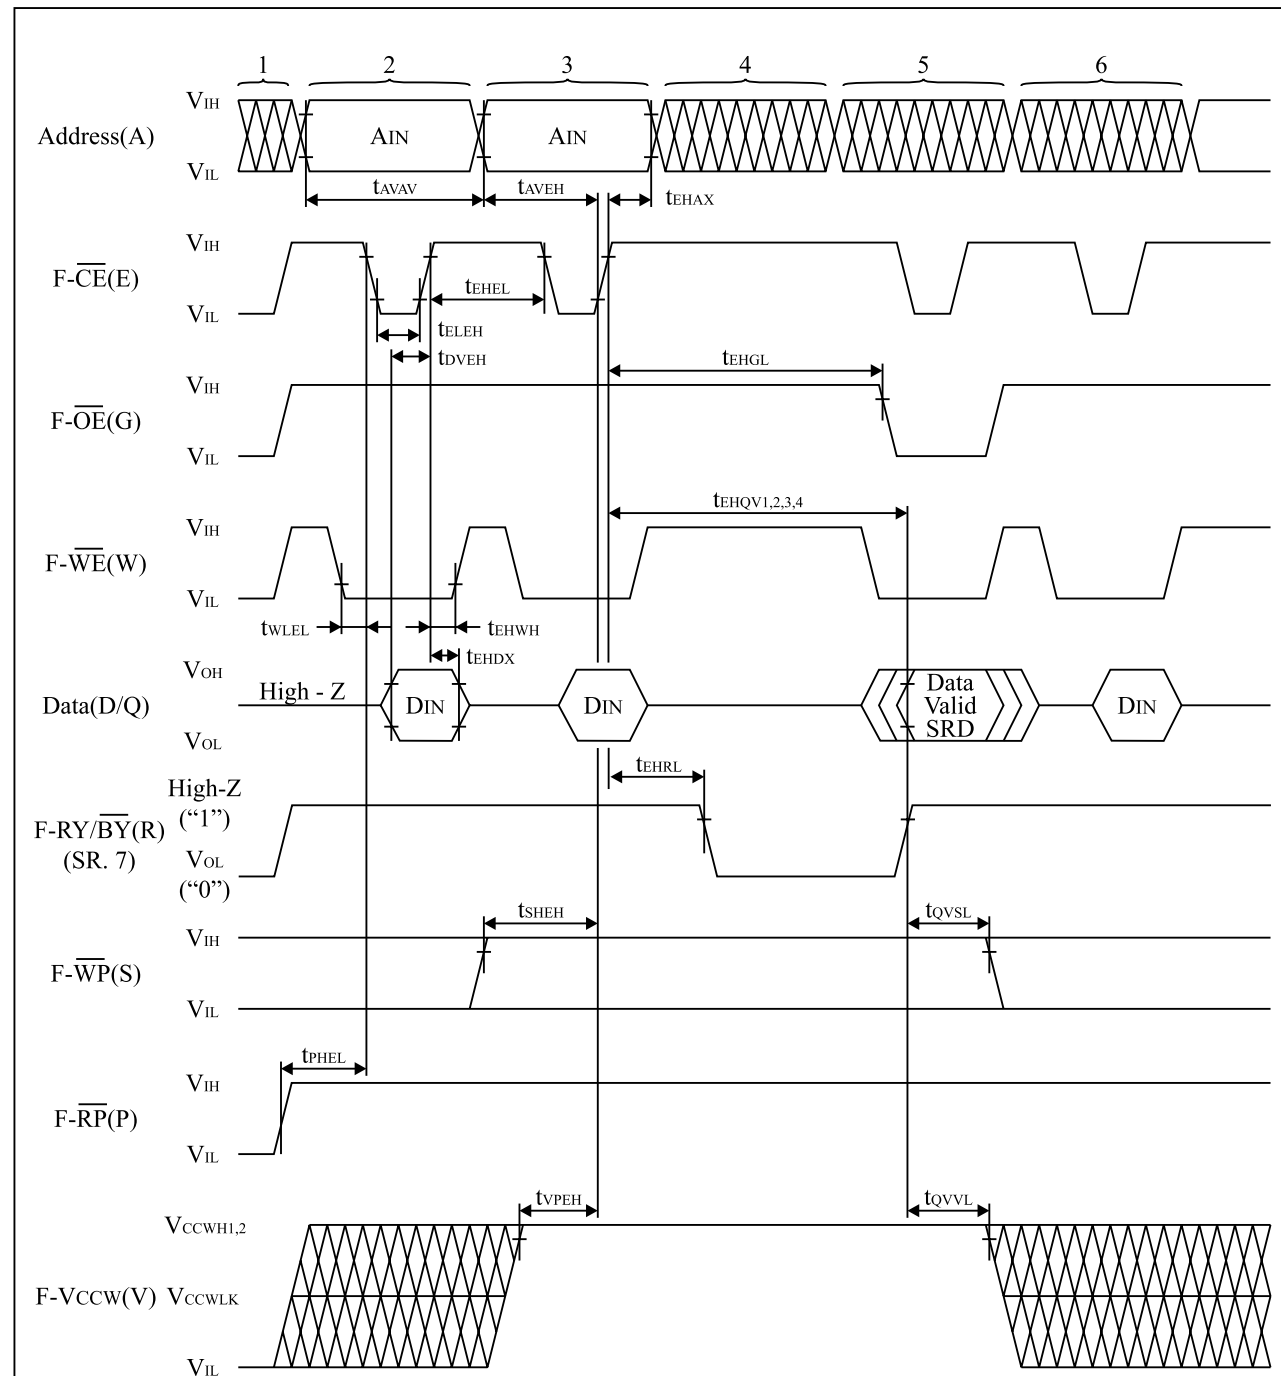 1 2 3 4 5 6
VIH
Address(A)
AIN AIN
VIL
tAVAV tAVEH tEHAX
VIH
F-CE(E)
tEHEL
VIL
tELEH
tDVEH
tEHGL
VIH
F-OE(G)
VIL
tEHQV1,2,3,4
VIH
F-WE(W)
VIL
tWLEL tEHWH
tEHDX
VOH
High - Z
Data(D/Q)
DIN DIN DIN
Data
Valid
SRD
VOL
tEHRL
High-Z
(“1”)
F-RY/BY(R)
(SR. 7)
VOL
(“0”)
tSHEH tQVSL
VIH
F-WP(S)
VIL
tPHEL
VIH
F-RP(P)
VIL
tVPEH tQVVL
VCCWH1,2
F-VCCW(V) VCCWLK
VIL